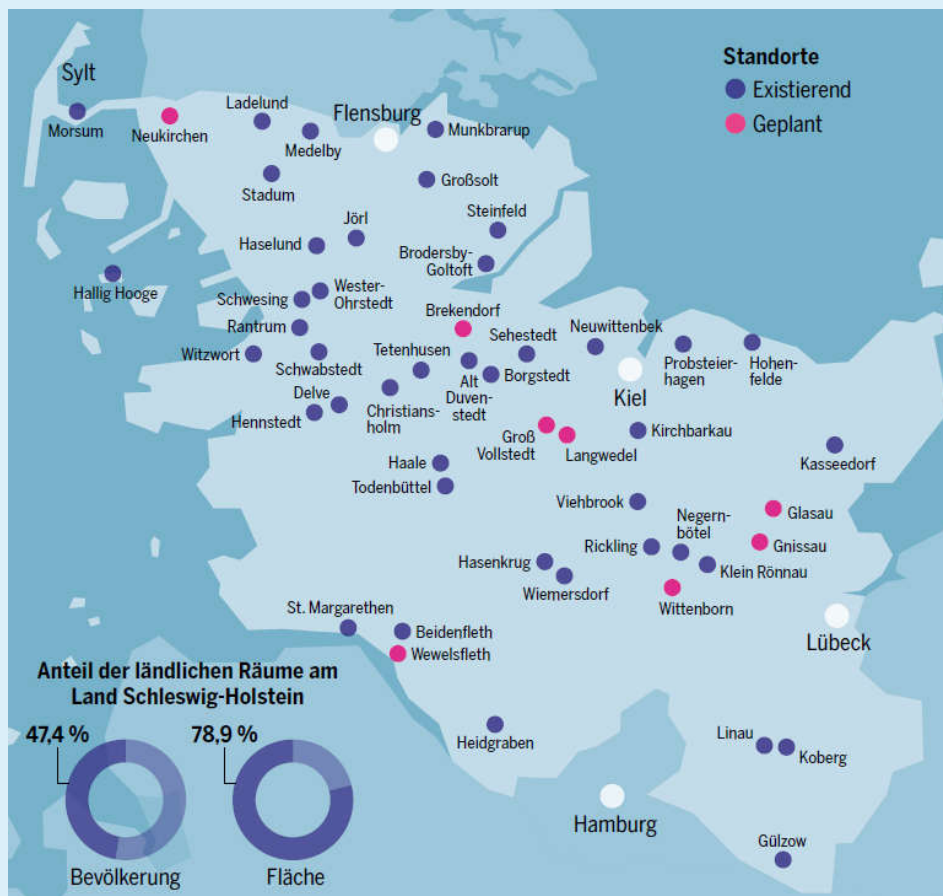 Standorte
Existierend
Geplant
Sylt
Morsum
Neukirchen
Ladelund
Medelby
Flensburg
Munkbrarup
Stadum
Großsolt
Jörl
Steinfeld
Haselund
Brodersby-
Goltoft
Hallig Hooge
Schwesing
Wester-
Ohrstedt
Rantrum
Brekendorf
Witzwort
Schwabstedt
Tetenhusen
Sehestedt
Neuwittenbek
Probsteier-
hagen
Hohen-
felde
Alt
Duven-
stedt
Borgstedt
Kiel
Delve
Hennstedt
Christians-
holm
Groß
Vollstedt
Langwedel
Kirchbarkau
Kasseedorf
Haale
Todenbüttel
Viehbrook
Glasau
Negern-
bötel
Gnissau
Rickling
Klein Rönnau
Hasenkrug
Wiemersdorf
Wittenborn
St. Margarethen
Beidenfleth
Wewelsfleth
Lübeck
Heidgraben
Linau
Koberg
Hamburg
Gülzow
Anteil der ländlichen Räume am
Land Schleswig-Holstein
47,4 %
78,9 %
Bevölkerung
Fläche